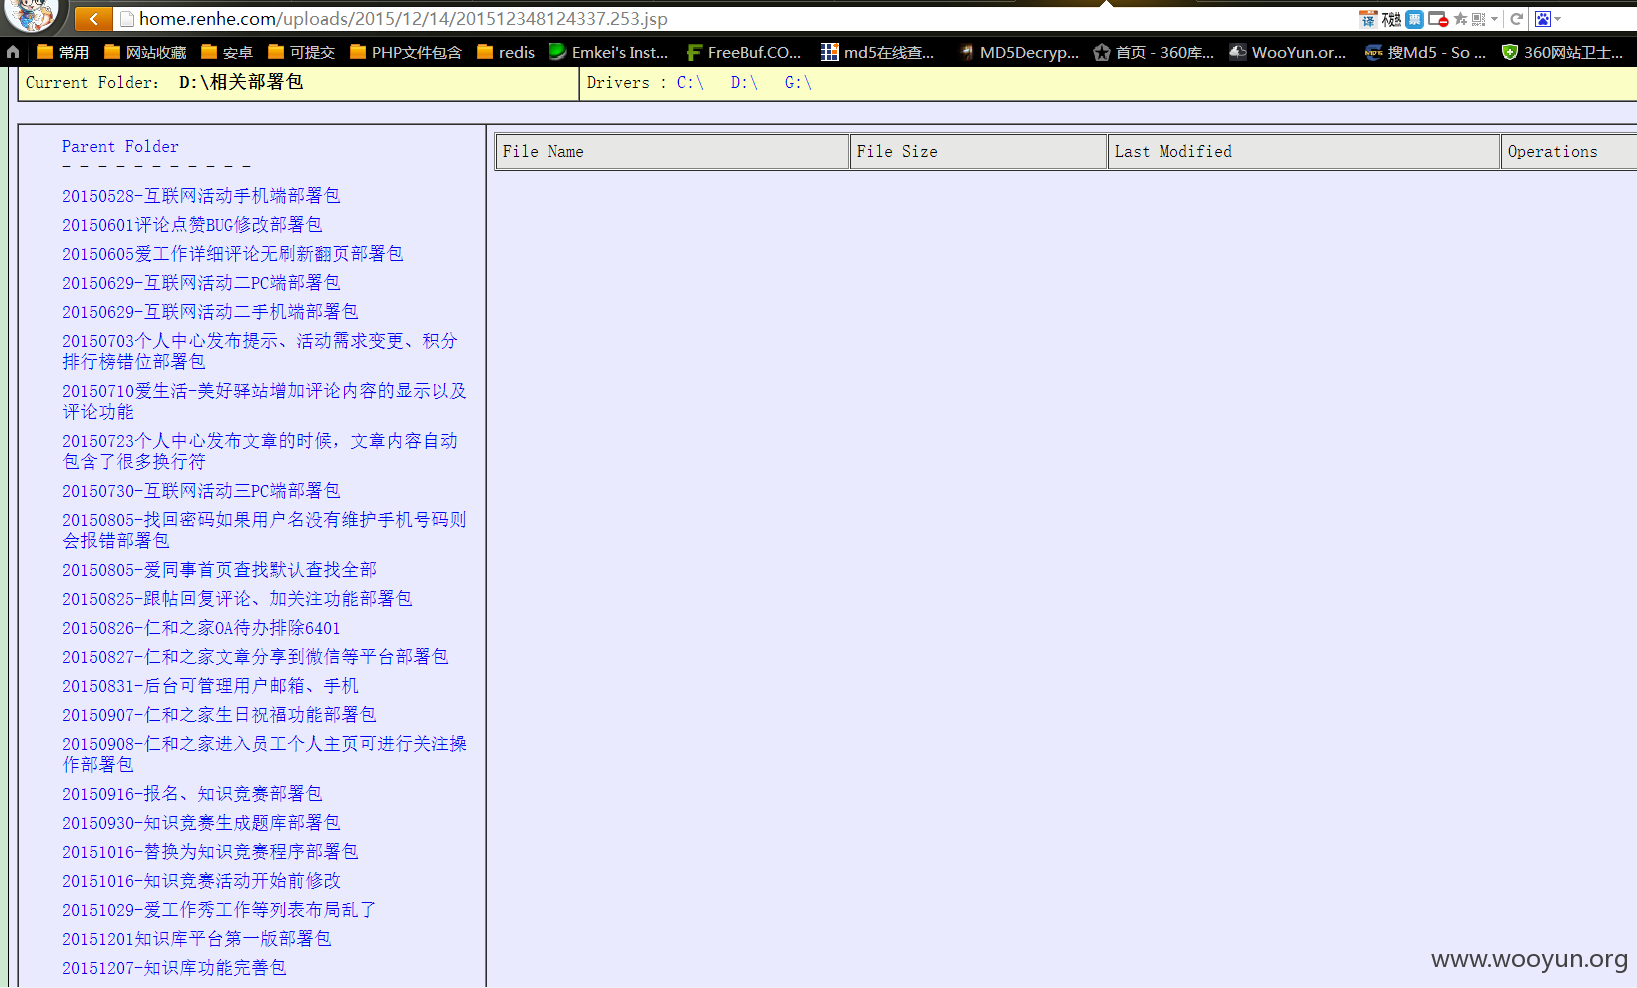 home.renhe.com/uploads/2015/12/14/201512348124337.253.jsp
常用 网站收藏 安卓 可提交 PHP文件包含 redis Emkei's Inst... FreeBuf.CO... md5在线查... MD5Decryp... 首页 - 360库... WooYun.or... 搜Md5 - So ... 360网站卫士...
Current Folder: D:\相关部署包
Drivers : C:\ D:\ G:\
Parent Folder
- - - - - - - - - - -
20150528-互联网活动手机端部署包
20150601评论点赞BUG修改部署包
20150605爱工作详细评论无刷新翻页部署包
20150629-互联网活动二PC端部署包
20150629-互联网活动二手机端部署包
20150703个人中心发布提示、活动需求变更、积分
排行榜错位部署包
20150710爱生活-美好驿站增加评论内容的显示以及
评论功能
20150723个人中心发布文章的时候，文章内容自动
包含了很多换行符
20150730-互联网活动三PC端部署包
20150805-找回密码如果用户名没有维护手机号码则
会报错部署包
20150805-爱同事首页查找默认查找全部
20150825-跟帖回复评论、加关注功能部署包
20150826-仁和之家OA待办排除6401
20150827-仁和之家文章分享到微信等平台部署包
20150831-后台可管理用户邮箱、手机
20150907-仁和之家生日祝福功能部署包
20150908-仁和之家进入员工个人主页可进行关注操
作部署包
20150916-报名、知识竞赛部署包
20150930-知识竞赛生成题库部署包
20151016-替换为知识竞赛程序部署包
20151016-知识竞赛活动开始前修改
20151029-爱工作秀工作等列表布局乱了
20151201知识库平台第一版部署包
20151207-知识库功能完善包
File Name File Size Last Modified Operations
www.wooyun.org